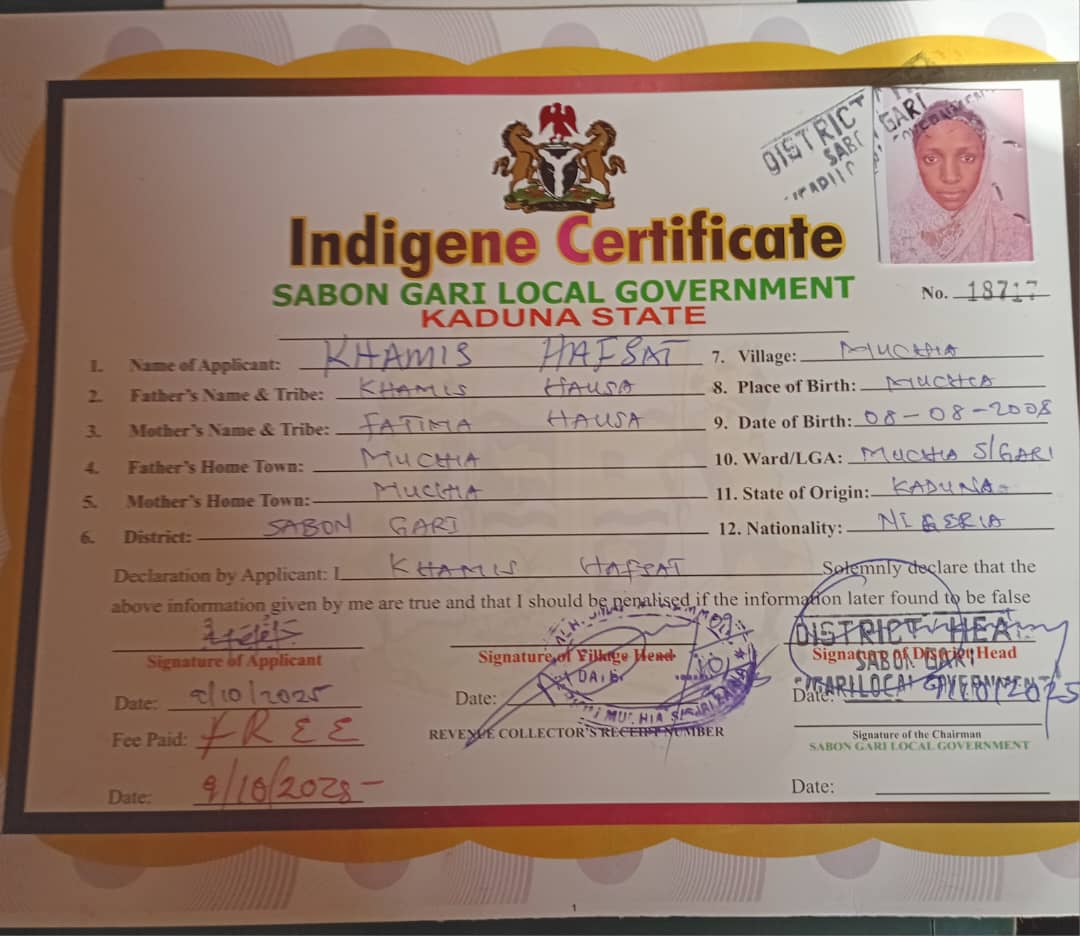 DISTRICT
GARI
Indigene Certificate
SABON GARI LOCAL GOVERNMENT
KADUNA STATE
No. 18717
1. Name of Applicant: KHAMIS HAFSAT
7. Village: MUCHIA
2. Father's Name & Tribe: KHAMIS HAUSA
8. Place of Birth: MUCHIA
3. Mother's Name & Tribe: FATIMA HAUSA
9. Date of Birth: 08-08-2008
4. Father's Home Town: MUCHIA
10. Ward/LGA: MUCHIA S/GARI
5. Mother's Home Town: MUCHIA
11. State of Origin: KADUNA
6. District: SABON GARI
12. Nationality: NIGERIA
Declaration by Applicant: I KHAMIS HAFSAT Solemnly declare that the
above information given by me are true and that I should be penalised if the information later found to be false
DISTRICT HEAD
Signature of Applicant
Signature of Village Head
Signature of District Head
SABON GARI
Date: 9/10/2025
Date:
Date: 9/10/2025
Fee Paid: FREE
REVENUE COLLECTOR'S RECEIPT NUMBER
Signature of the Chairman
SABON GARI LOCAL GOVERNMENT
Date: 9/10/2025
Date:
1